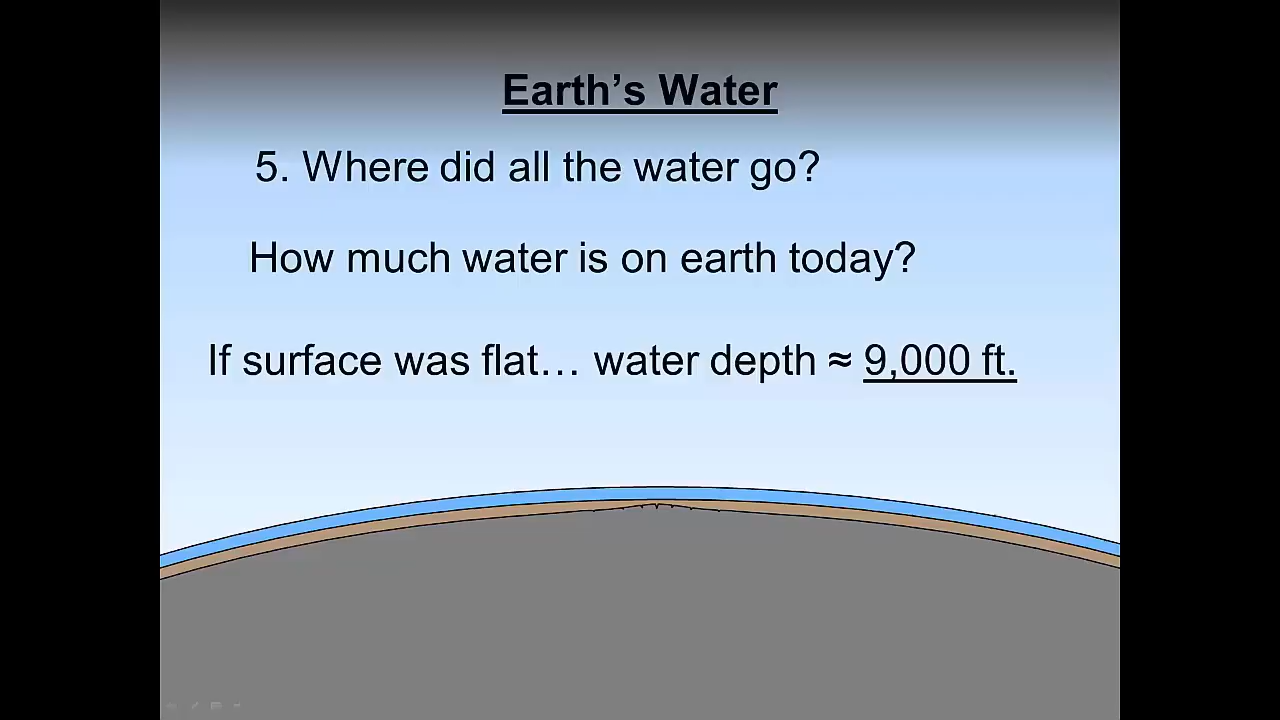 Earth’s Water
5. Where did all the water go?
How much water is on earth today?
If surface was flat… water depth ≈ 9,000 ft.